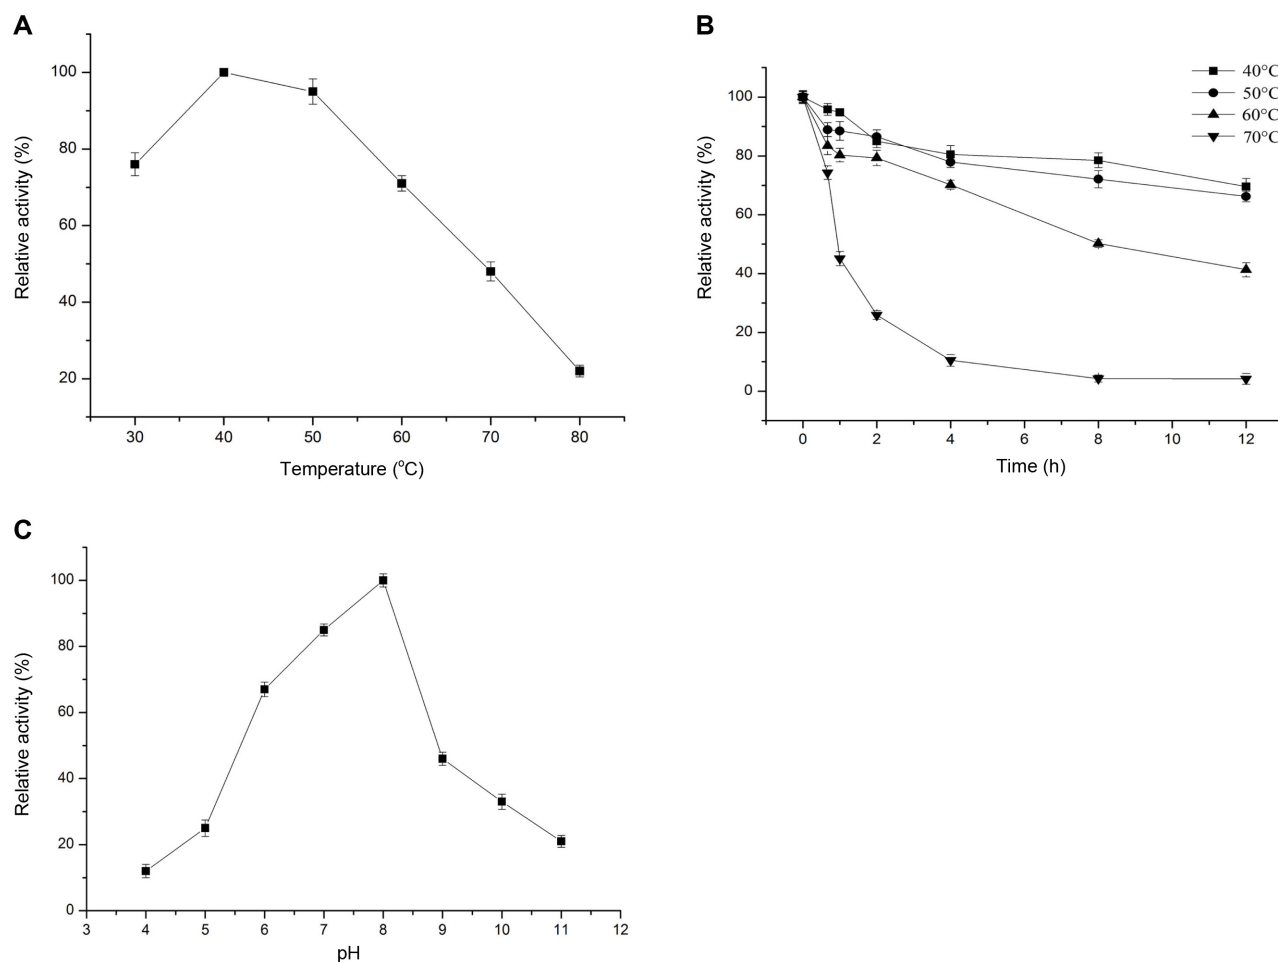 A
Relative activity (%)
100
80
60
40
20
30 40 50 60 70 80
Temperature (°C)
B
Relative activity (%)
100
80
60
40
20
0
0 2 4 6 8 10 12
Time (h)
40°C
50°C
60°C
70°C
C
Relative activity (%)
100
80
60
40
20
0
3 4 5 6 7 8 9 10 11 12
pH